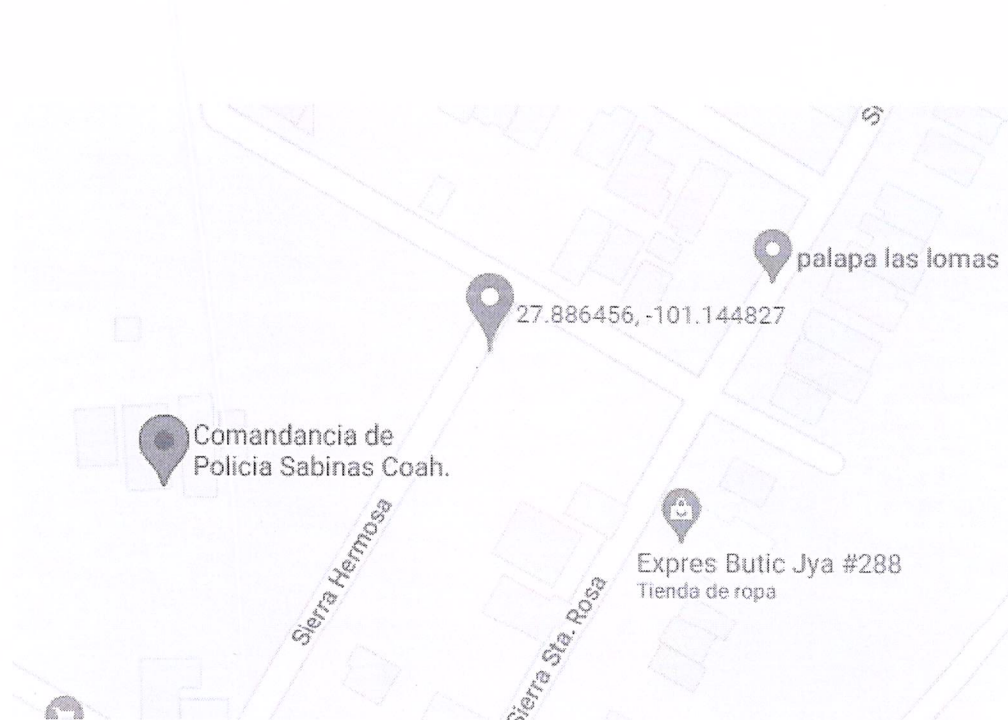 S
palapa las lomas
27.886456, -101.144827
Comandancia de
Policia Sabinas Coah.
Sierra Hermosa
Expres Butic Jya #288
Tienda de ropa
Sierra Sta. Rosa